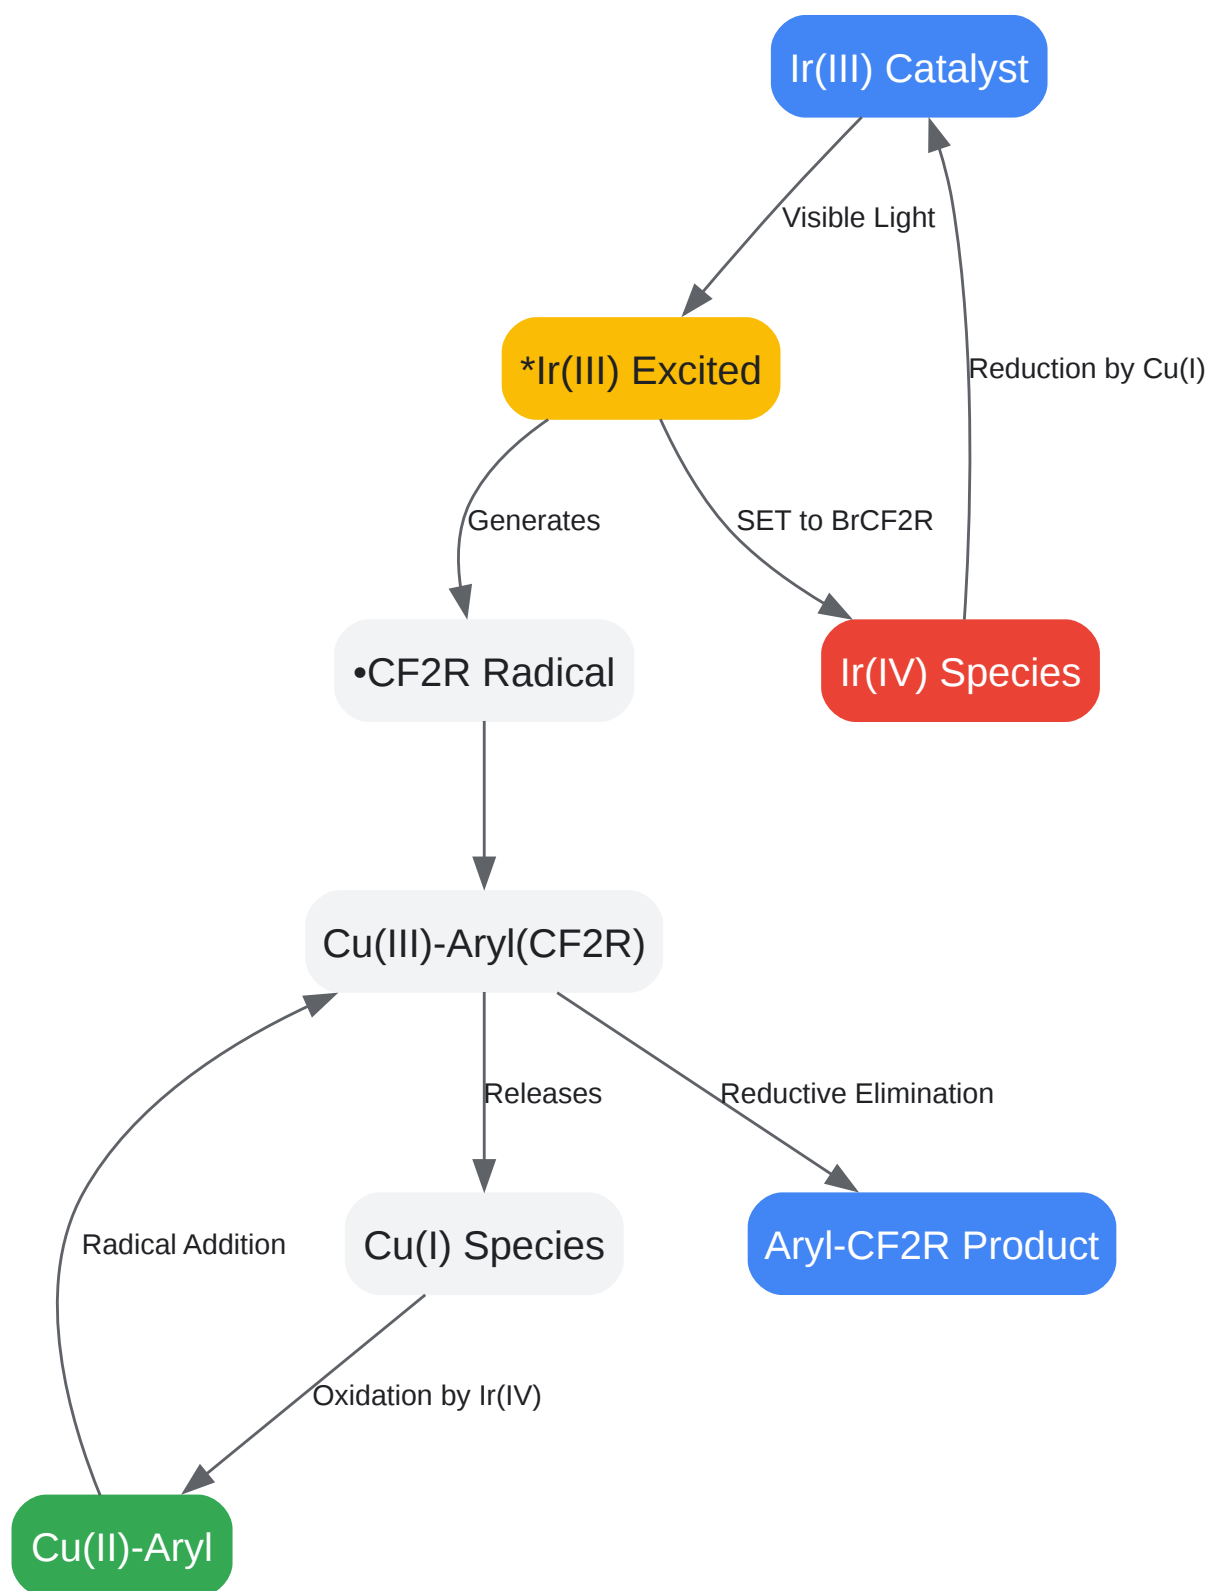 Ir(III) Catalyst
Visible Light
*Ir(III) Excited
Reduction by Cu(I)
Generates
SET to BrCF2R
•CF2R Radical
Ir(IV) Species
Cu(III)-Aryl(CF2R)
Releases
Reductive Elimination
Radical Addition
Cu(I) Species
Aryl-CF2R Product
Oxidation by Ir(IV)
Cu(II)-Aryl